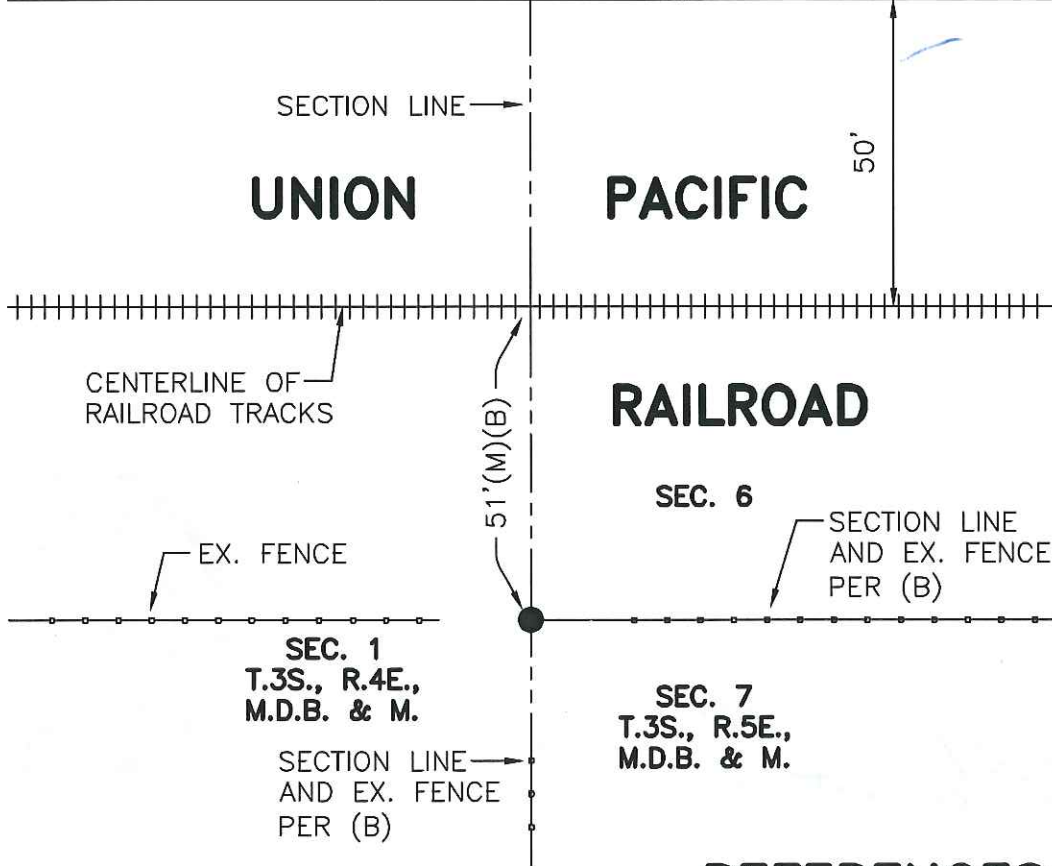 SECTION LINE
50'
UNION PACIFIC
CENTERLINE OF
RAILROAD TRACKS
RAILROAD
51'(M)(B)
SEC. 6
EX. FENCE
SECTION LINE
AND EX. FENCE
PER (B)
SEC. 1
T.3S., R.4E.,
M.D.B. & M.
SEC. 7
T.3S., R.5E.,
M.D.B. & M.
SECTION LINE
AND EX. FENCE
PER (B)